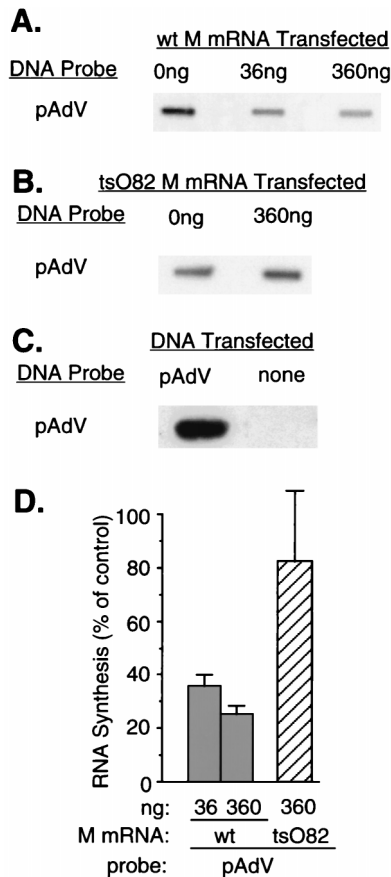 A.
wt M mRNA Transfected
DNA Probe 0ng 36ng 360ng
pAdV
B.
tsO82 M mRNA Transfected
DNA Probe 0ng 360ng
pAdV
C.
DNA Transfected
DNA Probe pAdV none
pAdV
D.
RNA Synthesis (% of control)
100
80
60
40
20
0
ng: 36 360 360
M mRNA: wt tsO82
probe: pAdV